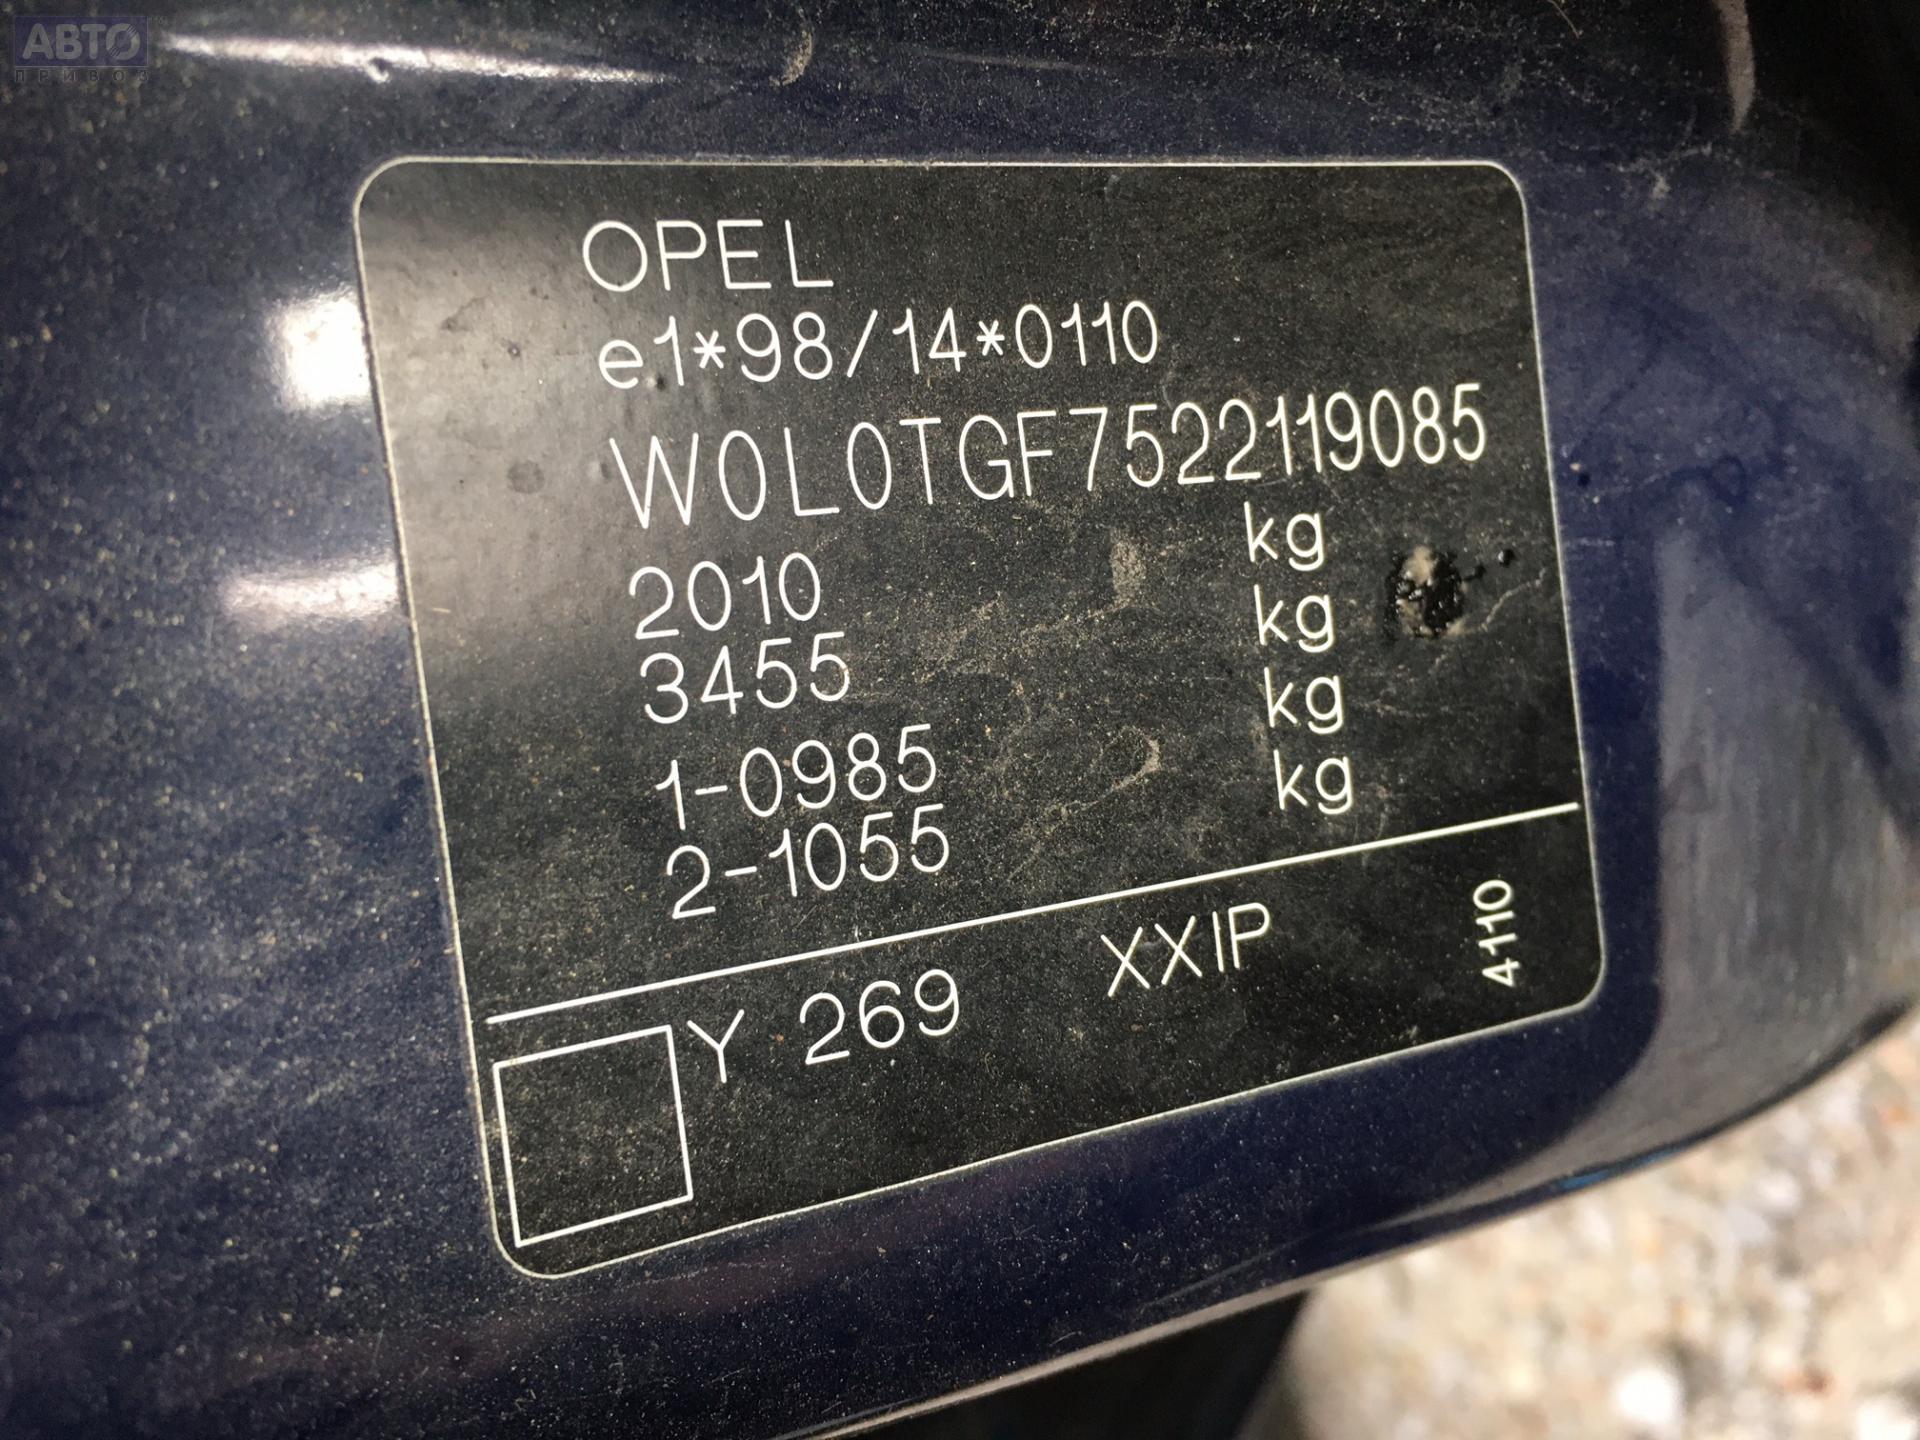 АВТО
ПРИВОЗ
OPEL
e1*98/14*0110
W0L0TGF7522119085
2010 kg
3455 kg
1-0985 kg
2-1055 kg
Y 269 XXIP
4110